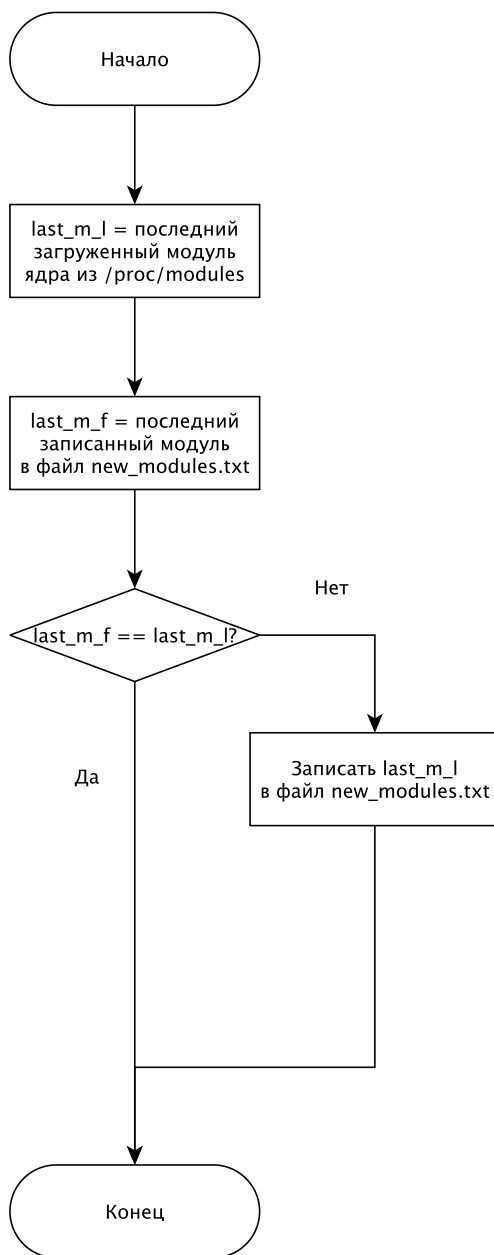 Начало
last_m_l = последний
загруженный модуль
ядра из /proc/modules
last_m_f = последний
записанный модуль
в файл new_modules.txt
Нет
last_m_f == last_m_l?
Записать last_m_l
в файл new_modules.txt
Да
Конец